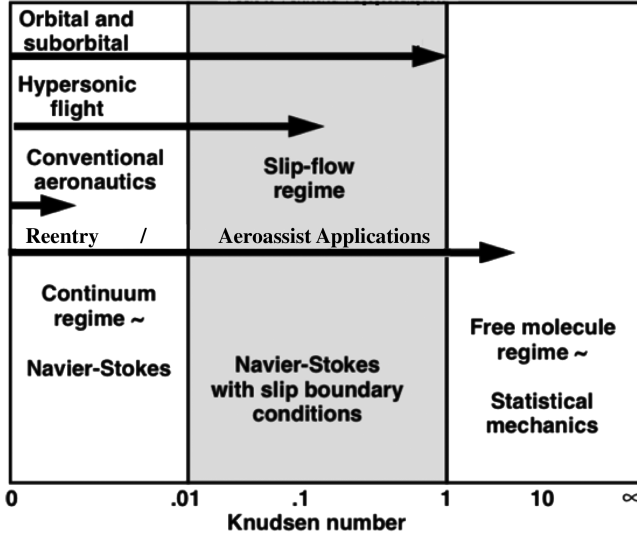 Orbital and
suborbital
Hypersonic
flight
Conventional
aeronautics
Slip-flow
regime
Reentry / Aeroassist Applications
Continuum
regime ~
Navier-Stokes
Navier-Stokes
with slip boundary
conditions
Free molecule
regime ~
Statistical
mechanics
0 .01 .1 1 10 ∞
Knudsen number